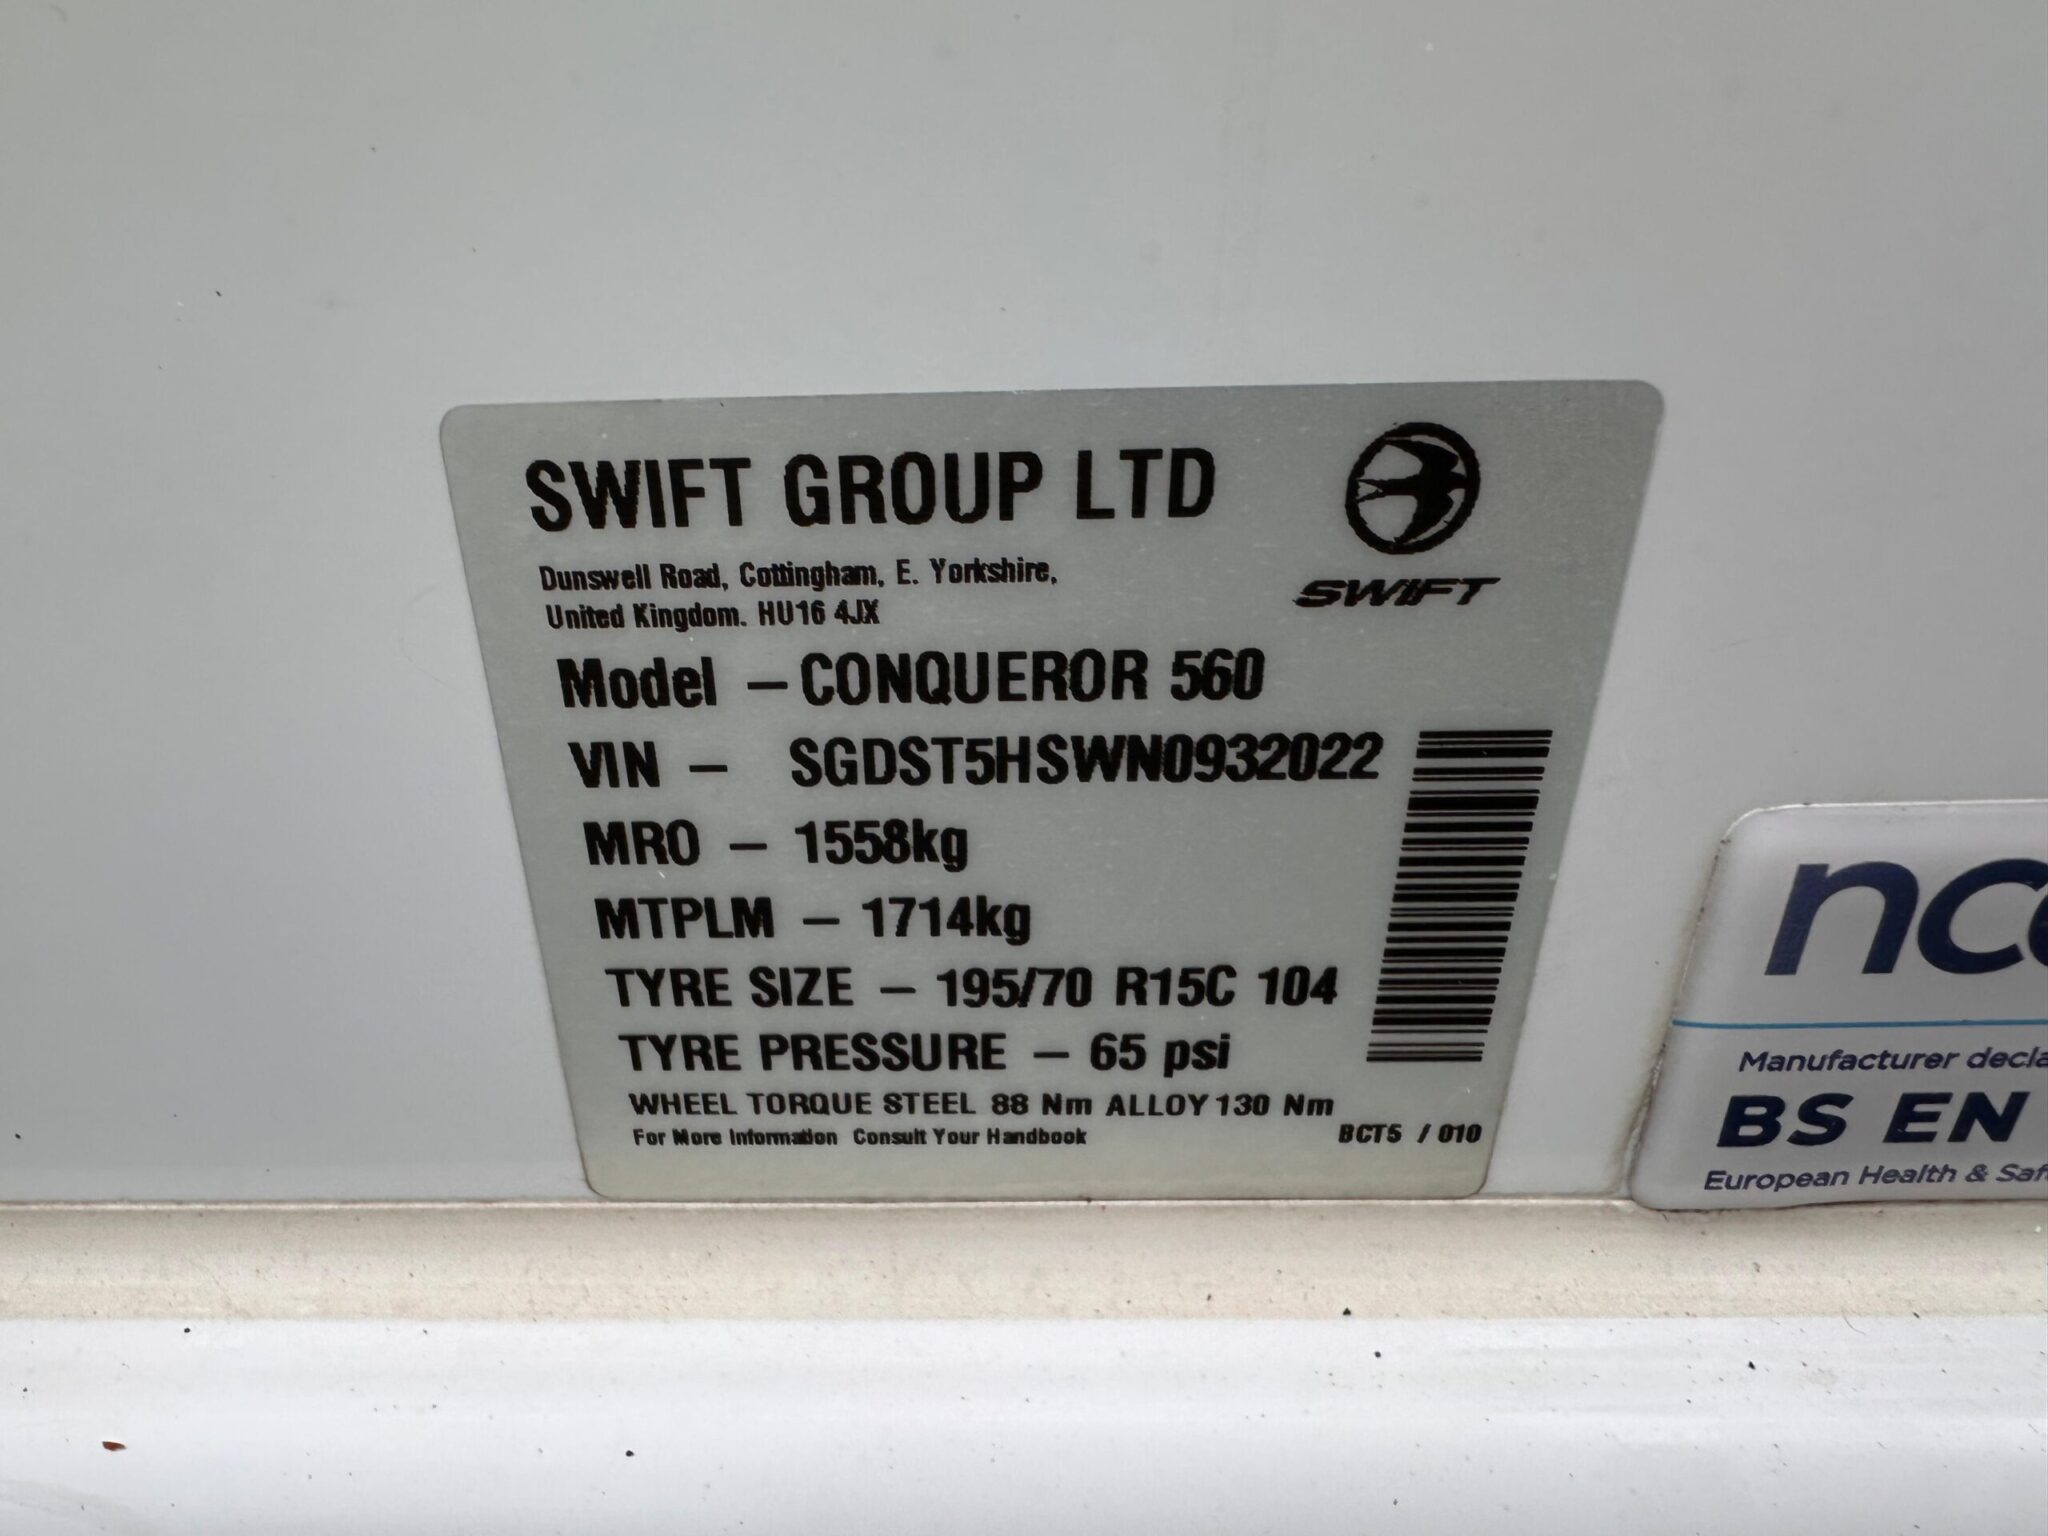 SWIFT GROUP LTD
SWIFT
Dunswell Road, Cottingham, E. Yorkshire,
United Kingdom. HU16 4JX
Model – CONQUEROR 560
VIN – SGDST5HSWN0932022
MRO – 1558kg
MTPLM – 1714kg
TYRE SIZE – 195/70 R15C 104
TYRE PRESSURE – 65 psi
WHEEL TORQUE STEEL 88 Nm ALLOY 130 Nm
For More Information Consult Your Handbook
BCT5 / 010
Manufacturer
BS EN
European Health &